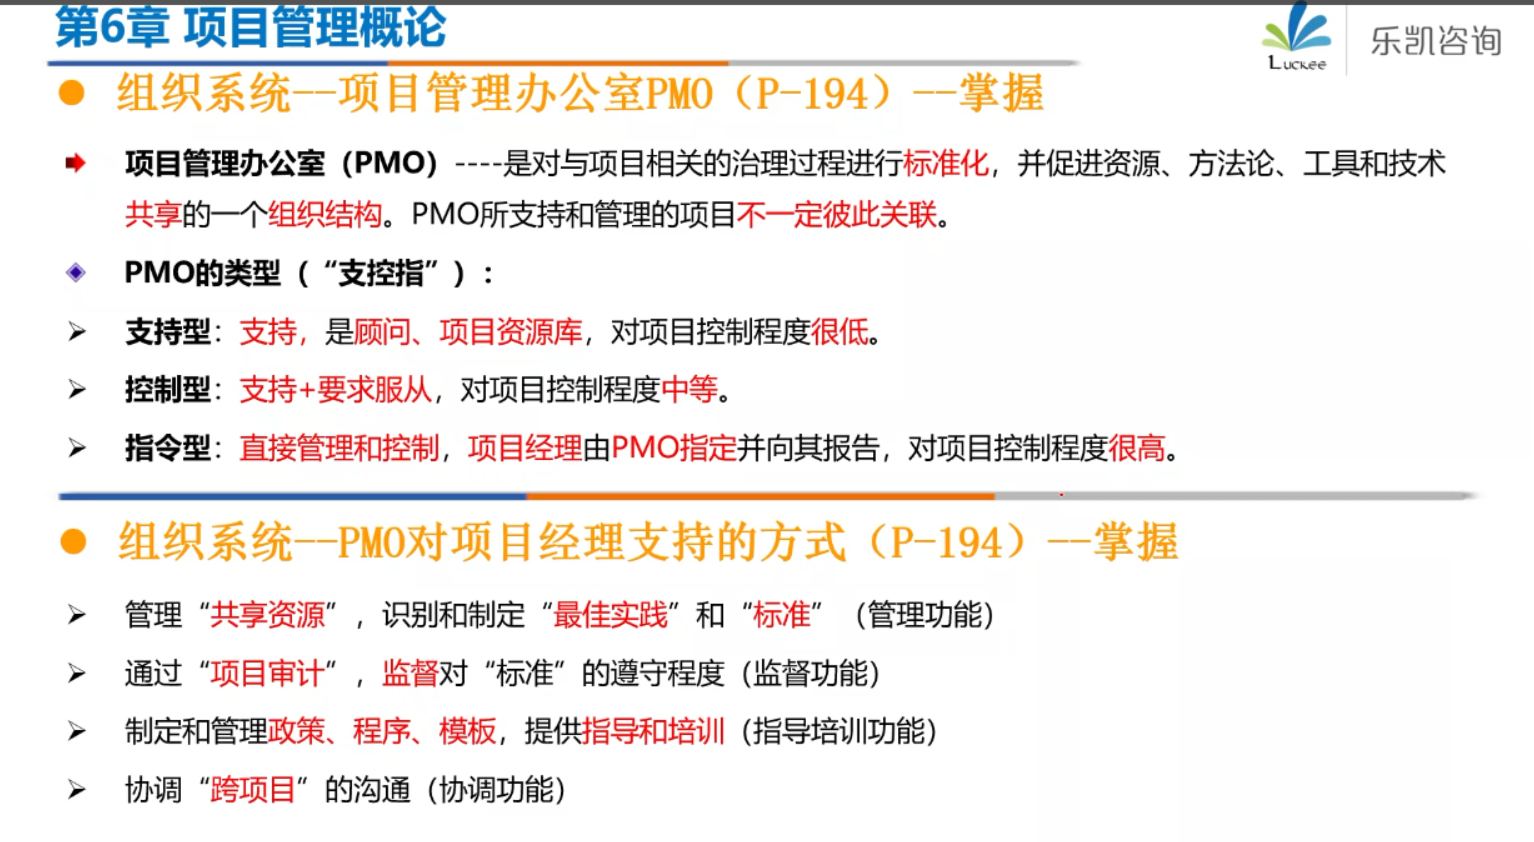 第6章 项目管理概论
Luckee
乐凯咨询
组织系统--项目管理办公室PMO（P-194）--掌握
项目管理办公室（PMO）----是对与项目相关的治理过程进行标准化，并促进资源、方法论、工具和技术
共享的一个组织结构。PMO所支持和管理的项目不一定彼此关联。
PMO的类型（“支控指”）:
支持型：支持，是顾问、项目资源库，对项目控制程度很低。
控制型：支持+要求服从，对项目控制程度中等。
指令型：直接管理和控制，项目经理由PMO指定并向其报告，对项目控制程度很高。
组织系统--PMO对项目经理支持的方式（P-194）--掌握
管理“共享资源”，识别和制定“最佳实践”和“标准”（管理功能）
通过“项目审计”，监督对“标准”的遵守程度（监督功能）
制定和管理政策、程序、模板，提供指导和培训（指导培训功能）
协调“跨项目”的沟通（协调功能）